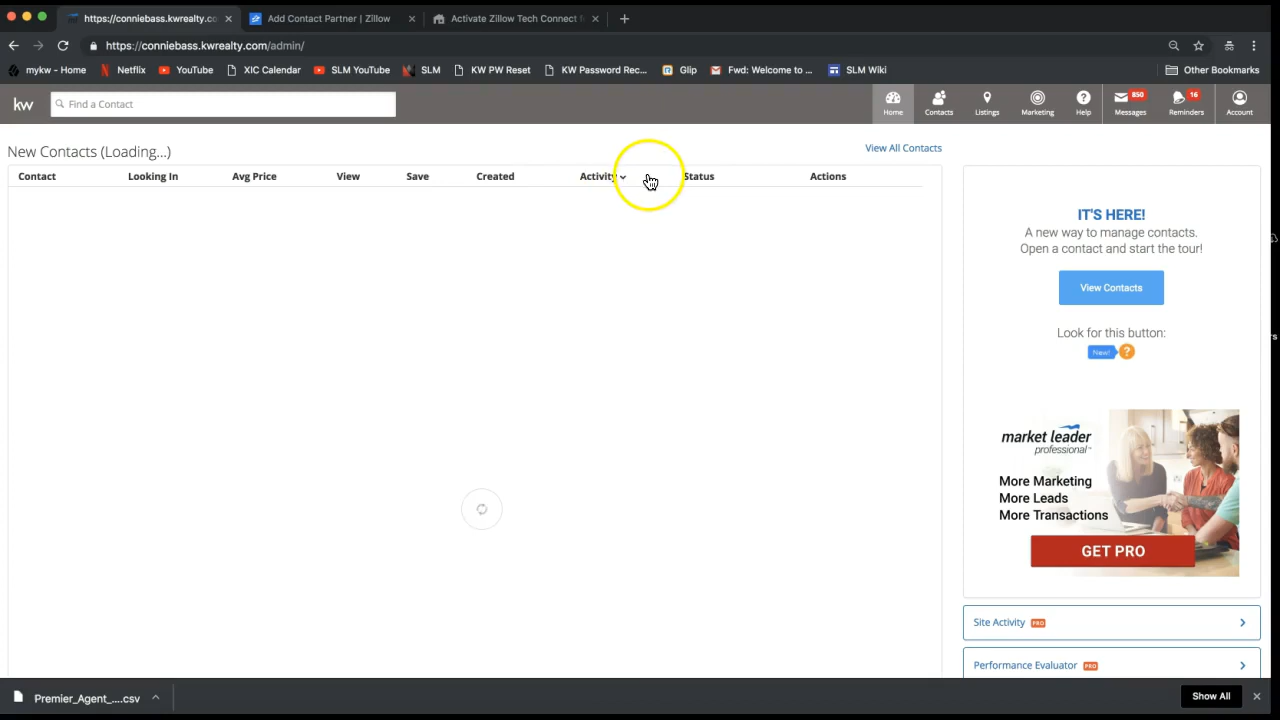 https://conniebass.kwrealty.co
Add Contact Partner | Zillow
Activate Zillow Tech Connect
https://conniebass.kwrealty.com/admin/
mykw - Home
Netflix
YouTube
XIC Calendar
SLM YouTube
SLM
KW PW Reset
KW Password Rec...
Glip
Fwd: Welcome to ...
SLM Wiki
Other Bookmarks
kw
Find a Contact
Home
Contacts
Listings
Marketing
Help
850
Messages
16
Reminders
Account
New Contacts (Loading...)
View All Contacts
Contact
Looking In
Avg Price
View
Save
Created
Activity
Status
Actions
IT'S HERE!
A new way to manage contacts.
Open a contact and start the tour!
View Contacts
Look for this button:
New!
?
market leader
professional
More Marketing
More Leads
More Transactions
GET PRO
Site Activity PRO
Performance Evaluator PRO
Premier_Agent_....csv
Show All